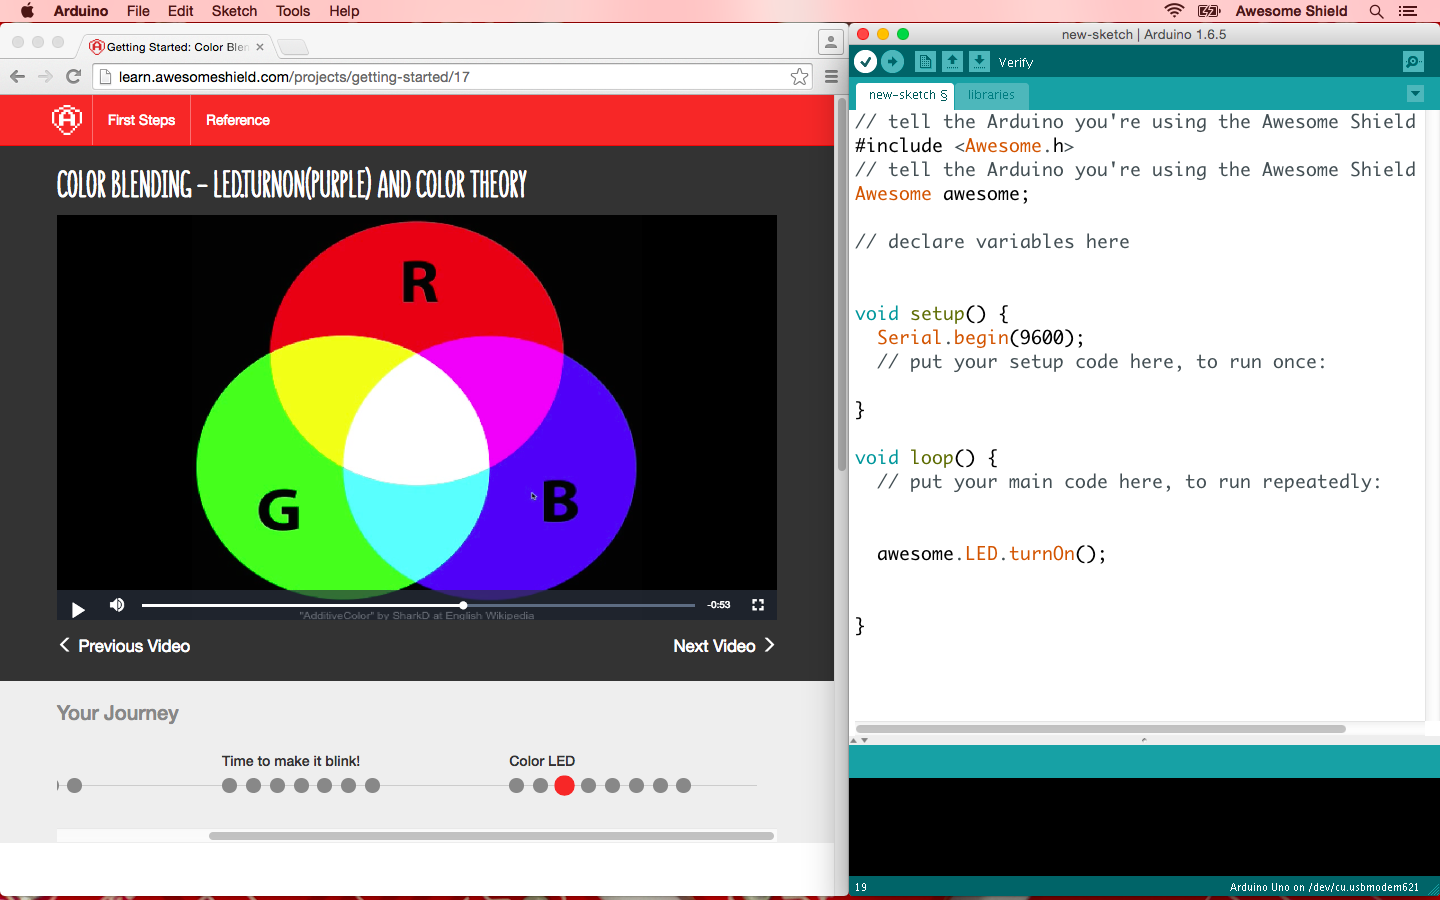 Arduino File Edit Sketch Tools Help
Awesome Shield
Getting Started: Color Blen
learn.awesomeshield.com/projects/getting-started/17
First Steps Reference
COLOR BLENDING – LED.TURNON(PURPLE) AND COLOR THEORY
R
G
B
-0:53
"AdditiveColor" by SharkD at English Wikipedia
Previous Video Next Video
Your Journey
Time to make it blink! Color LED
new-sketch | Arduino 1.6.5
Verify
new-sketch § libraries
// tell the Arduino you're using the Awesome Shield
#include <Awesome.h>
// tell the Arduino you're using the Awesome Shield
Awesome awesome;
// declare variables here
void setup() {
Serial.begin(9600);
// put your setup code here, to run once:
}
void loop() {
// put your main code here, to run repeatedly:
awesome.LED.turnOn();
}
19
Arduino Uno on /dev/cu.usbmodem621